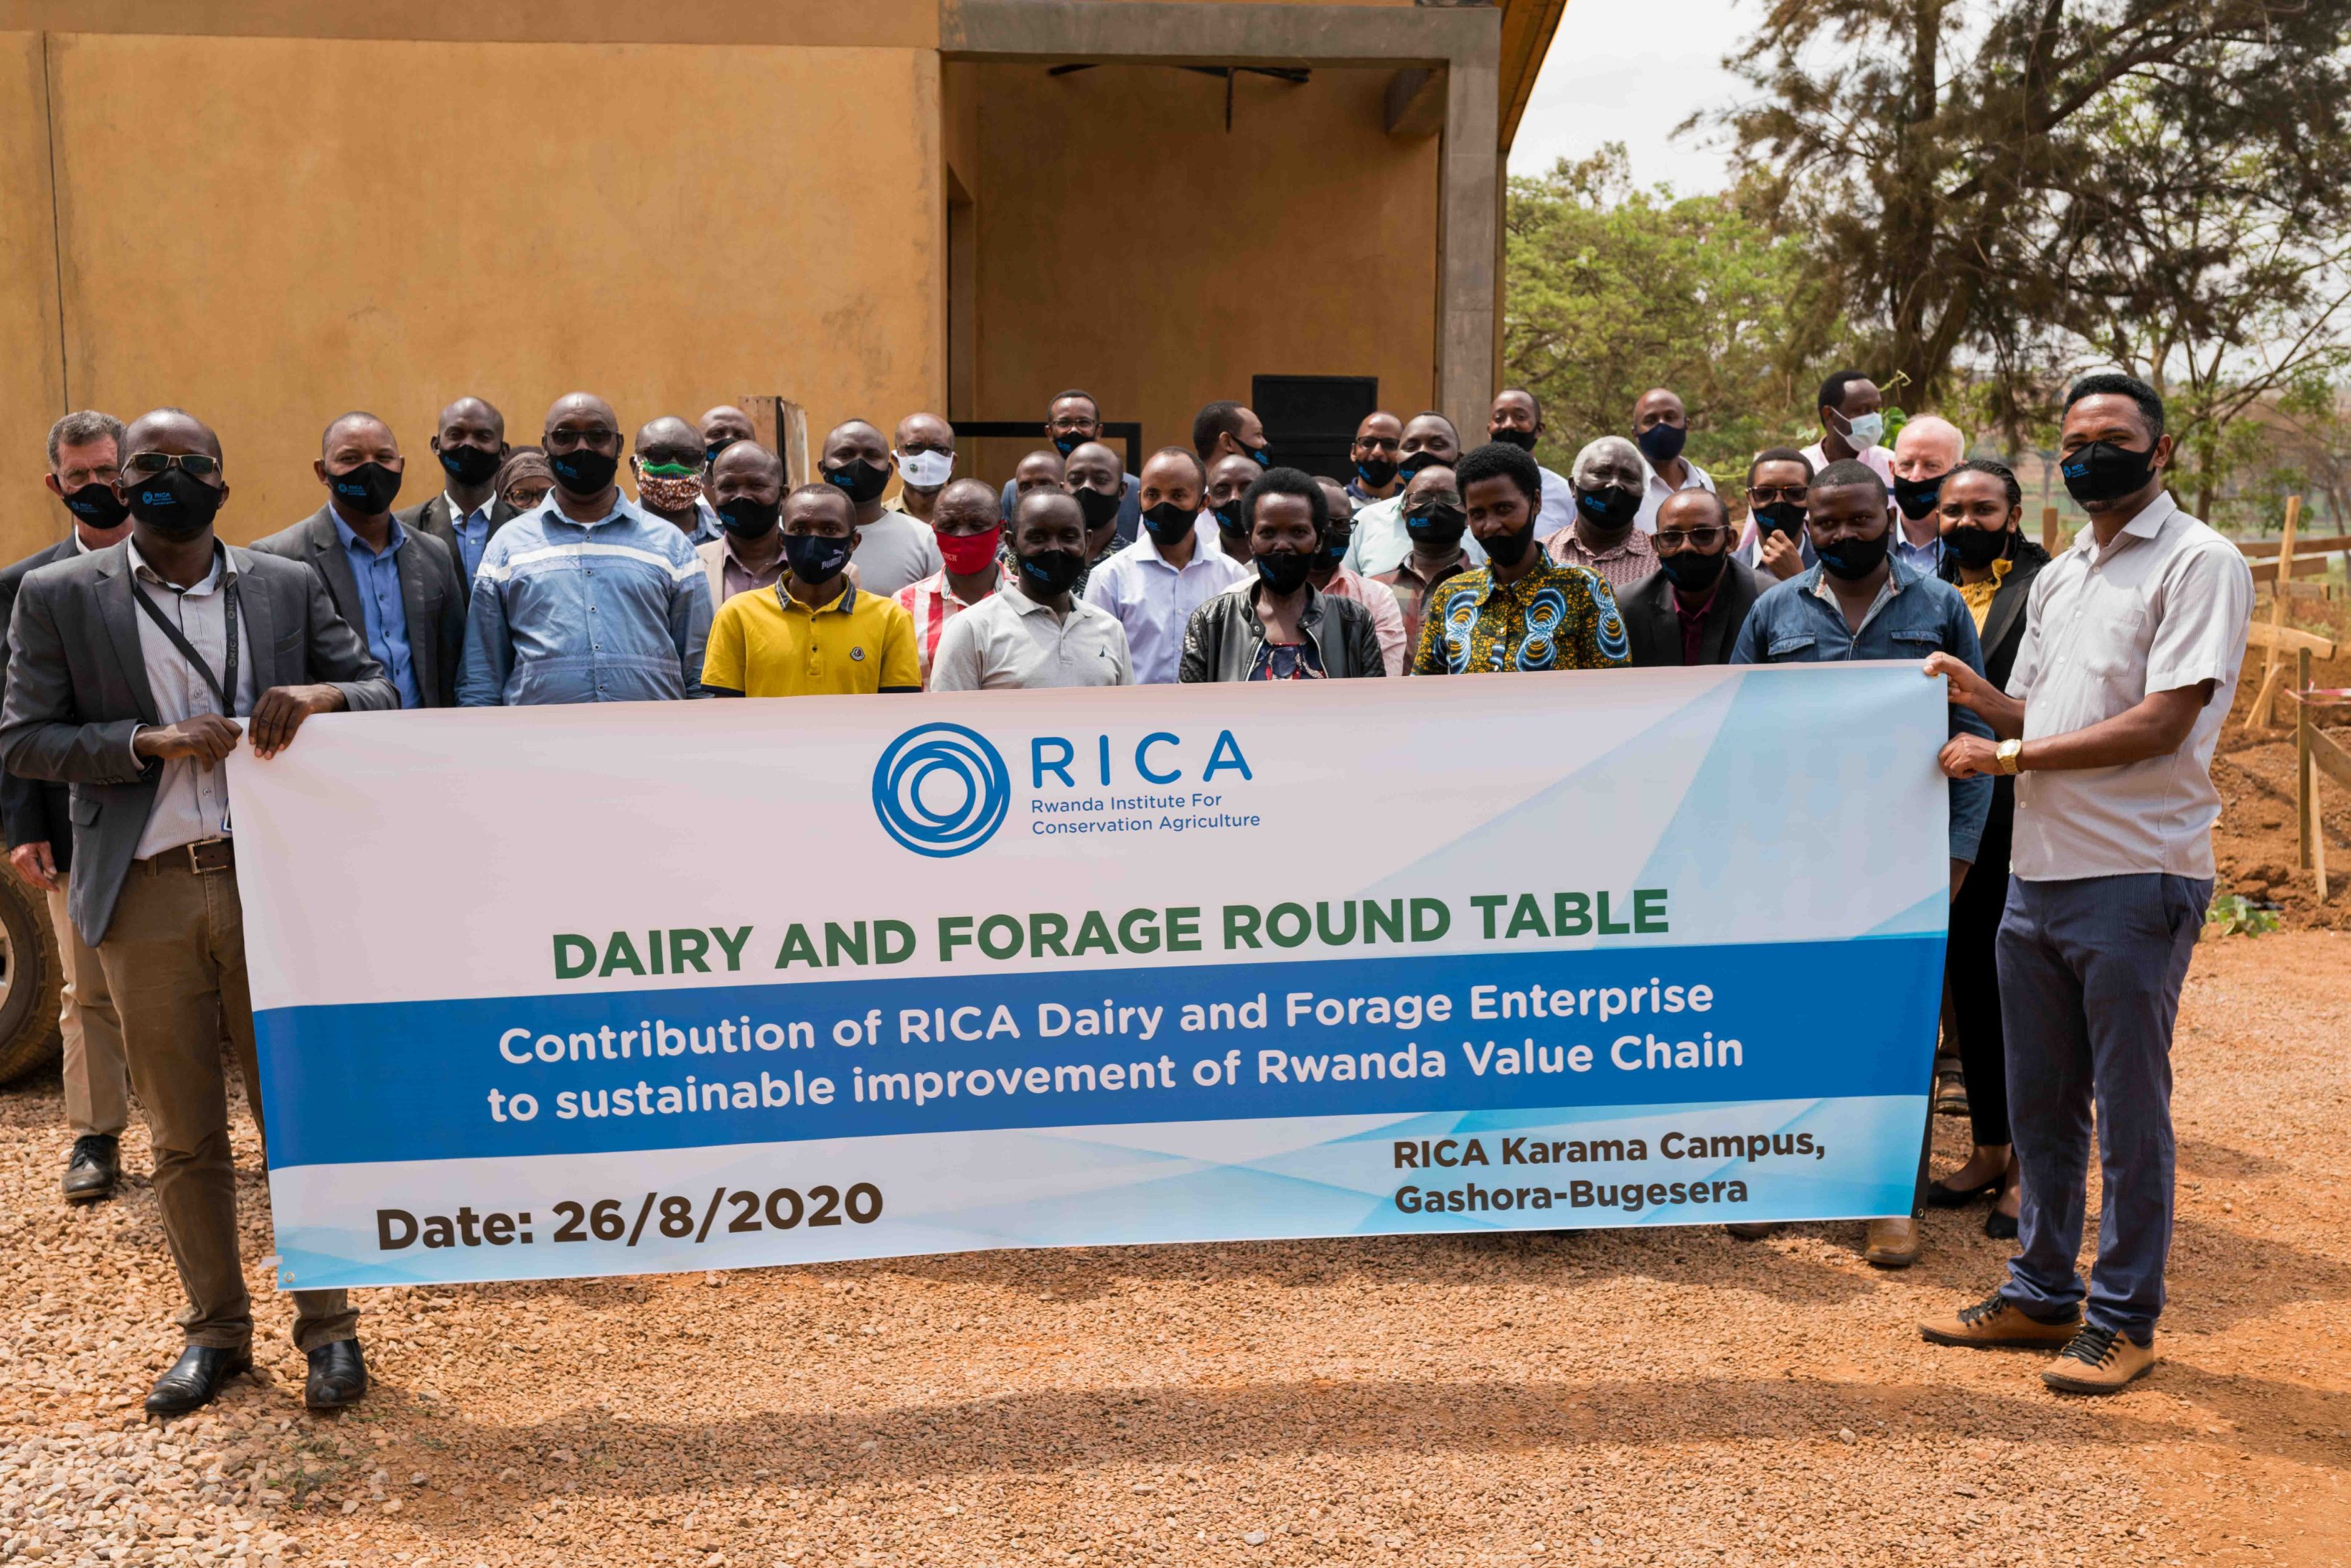 RICA
Rwanda Institute For
Conservation Agriculture
DAIRY AND FORAGE ROUND TABLE
Contribution of RICA Dairy and Forage Enterprise
to sustainable improvement of Rwanda Value Chain
Date: 26/8/2020
RICA Karama Campus,
Gashora-Bugesera